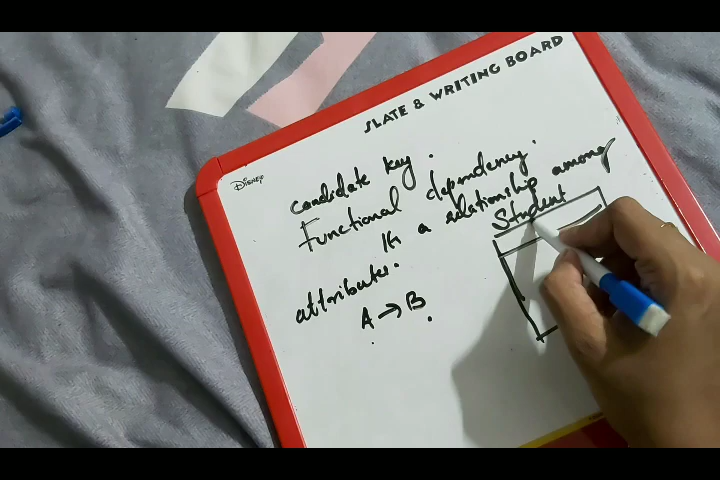 SLATE & WRITING BOARD
DISNEY
Candidate key.
Functional dependency.
It's a relationship among
attributes.
A → B
Student